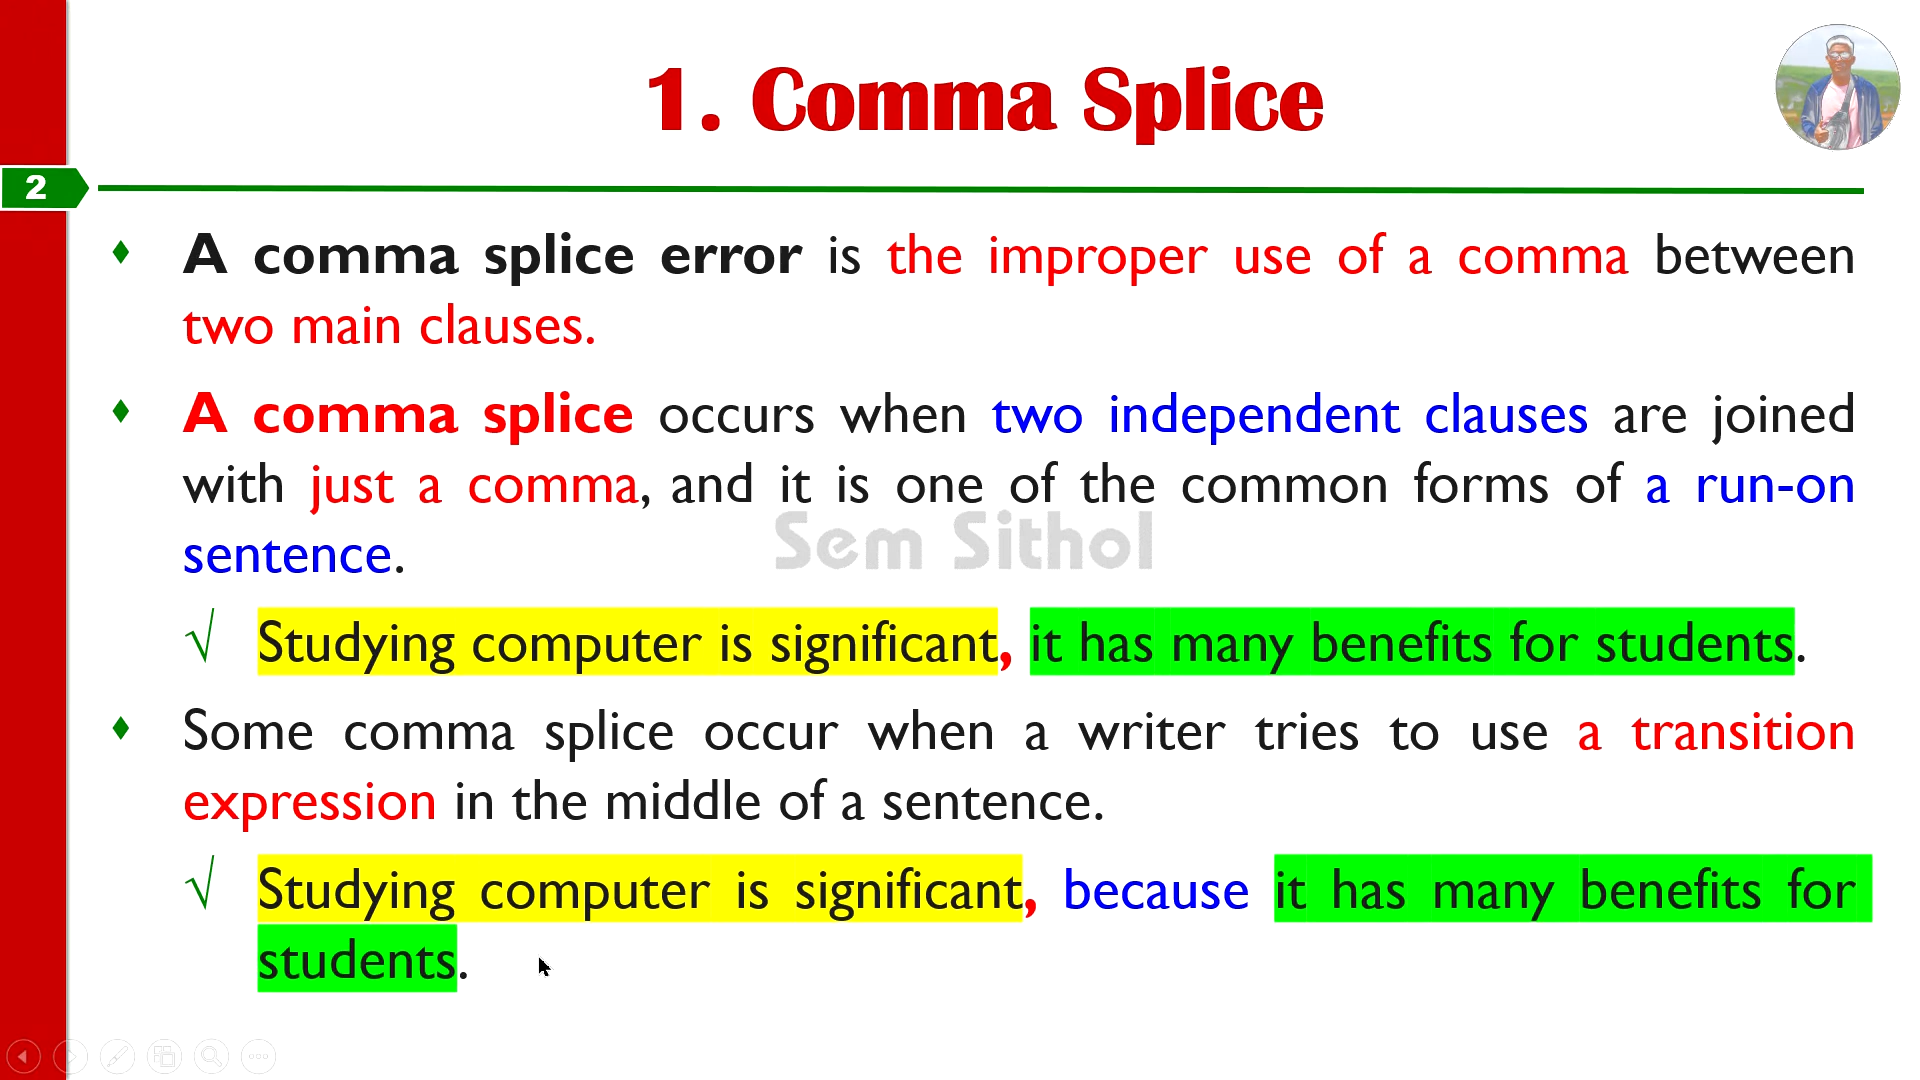 1. Comma Splice
2
A comma splice error is the improper use of a comma between
two main clauses.
A comma splice occurs when two independent clauses are joined
with just a comma, and it is one of the common forms of a run-on
Sem Sithol
sentence.
√ Studying computer is significant, it has many benefits for students.
Some comma splice occur when a writer tries to use a transition
expression in the middle of a sentence.
√ Studying computer is significant, because it has many benefits for
students.